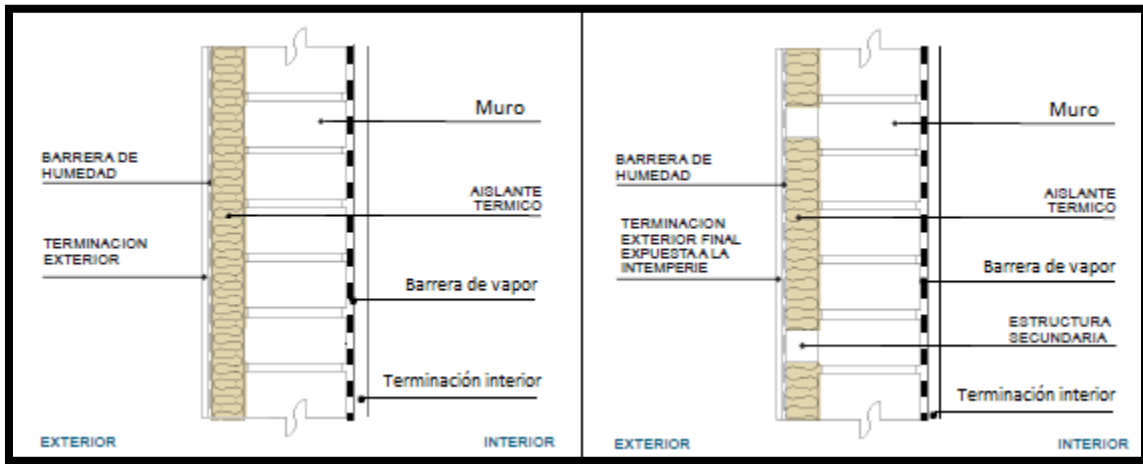 Muro
BARRERA DE
HUMEDAD
AISLANTE
TERMICO
TERMINACION
EXTERIOR
Barrera de vapor
Terminación interior
EXTERIOR
INTERIOR
Muro
BARRERA DE
HUMEDAD
AISLANTE
TERMICO
TERMINACION
EXTERIOR FINAL
EXPUESTA A LA
INTEMPERIE
Barrera de vapor
ESTRUCTURA
SECUNDARIA
Terminación interior
EXTERIOR
INTERIOR